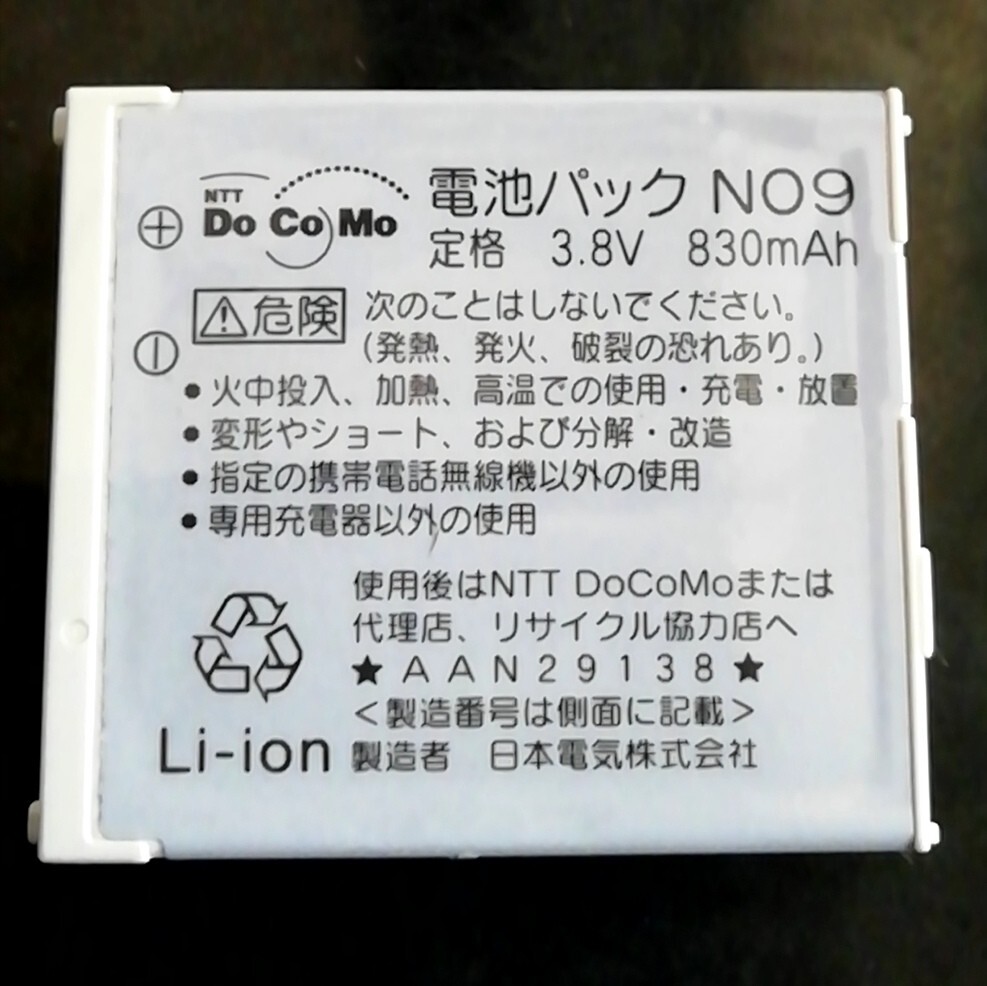 NTT
DoCoMo
電池パック N09
定格 3.8V 830mAh
⊕
⊖
⚠危険
次のことはしないでください。
(発熱、発火、破裂の恐れあり。)
•火中投入、加熱、高温での使用・充電・放置
•変形やショート、および分解・改造
•指定の携帯電話無線機以外の使用
•専用充電器以外の使用
使用後はNTT DoCoMoまたは
代理店、リサイクル協力店へ
★AAN29138★
<製造番号は側面に記載>
Li-ion
製造者 日本電気株式会社